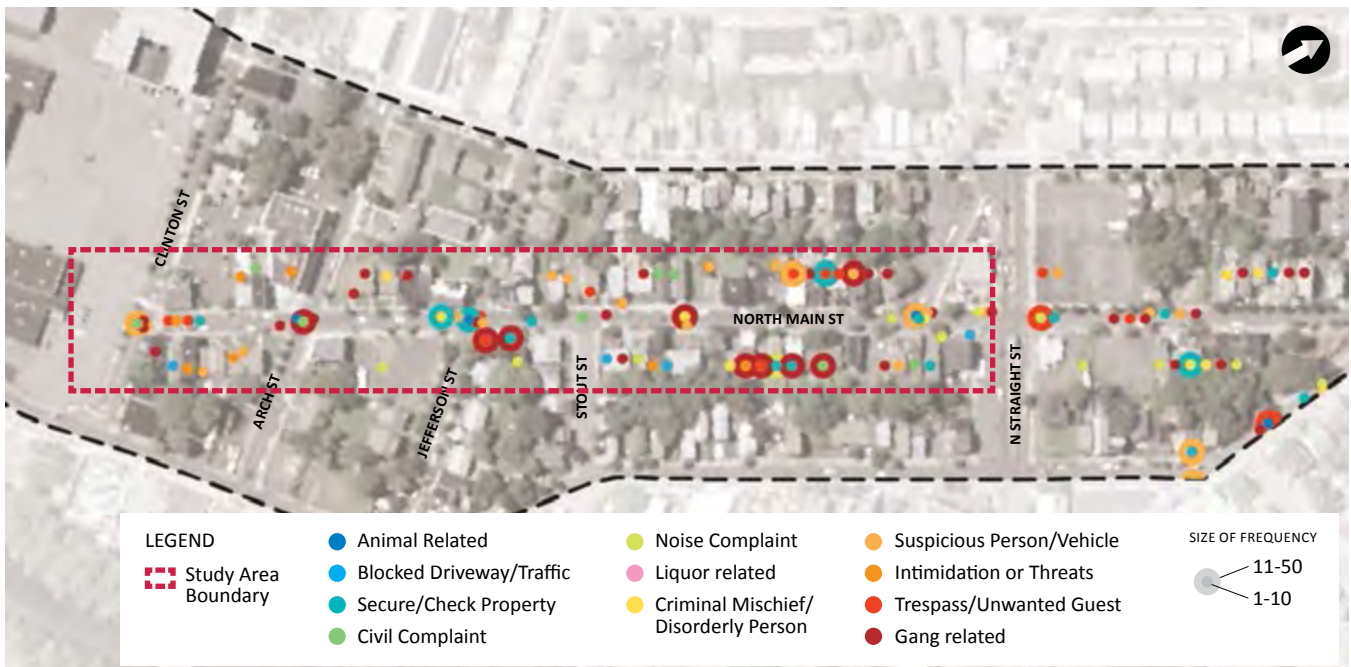 CLINTON ST
ARCH ST
JEFFERSON ST
STOUT ST
NORTH MAIN ST
N STRAIGHT ST
LEGEND
Study Area
Boundary
Animal Related
Blocked Driveway/Traffic
Secure/Check Property
Civil Complaint
Noise Complaint
Liquor related
Criminal Mischief/
Disorderly Person
Suspicious Person/Vehicle
Intimidation or Threats
Trespass/Unwanted Guest
Gang related
SIZE OF FREQUENCY
11-50
1-10